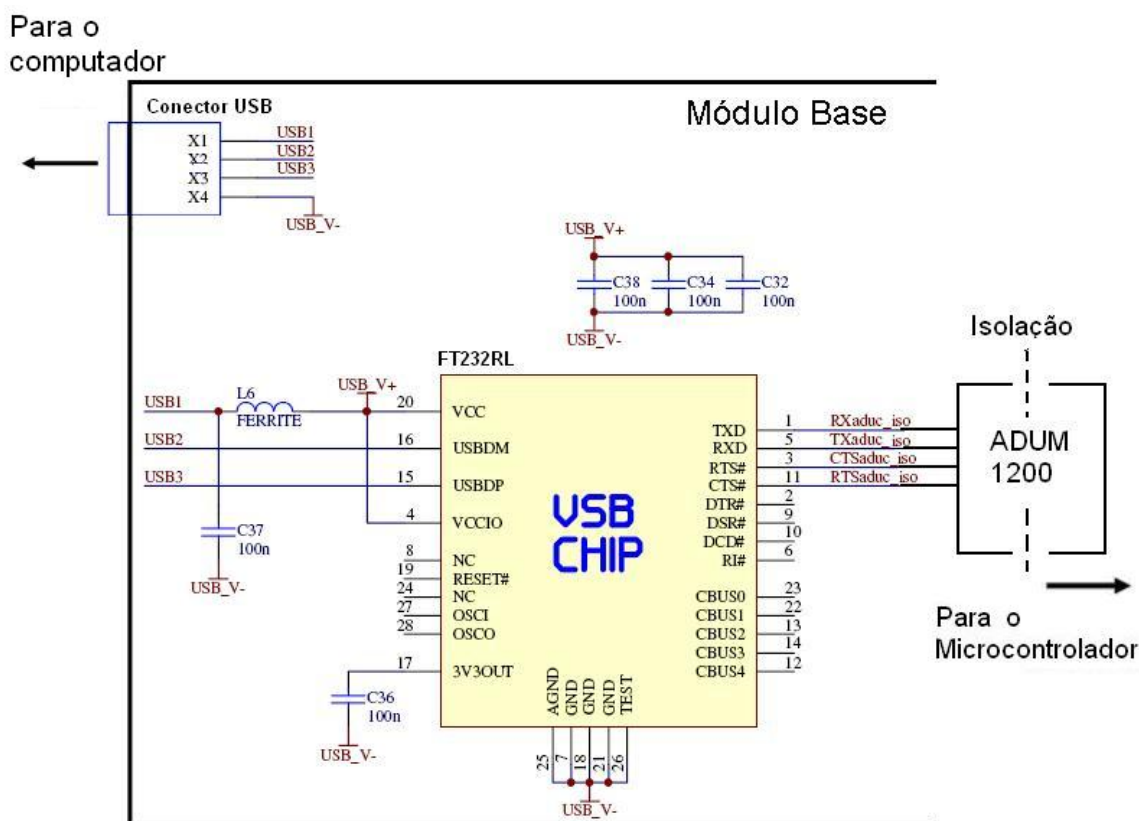 Para o
computador
Conector USB
Módulo Base
X1
USB1
X2
USB2
X3
USB3
X4
USB_V-
USB_V+
C38
100n
C34
100n
C32
100n
USB_V-
Isolação
FT232RL
USB1
L6
FERRITE
USB_V+
20
VCC
USB2
16
USBDM
USB3
15
USBDP
4
VCCIO
C37
100n
USB_V-
8
NC
19
RESET#
24
NC
27
OSCI
28
OSCO
17
3V3OUT
C36
100n
USB_V-
USB
CHIP
TXD
1
RXaduc_iso
RXD
5
TXaduc_iso
RTS#
3
CTSaduc_iso
CTS#
11
RTSaduc_iso
DTR#
2
DSR#
9
DCD#
10
RI#
6
CBUS0
23
CBUS1
22
CBUS2
13
CBUS3
14
CBUS4
12
ADUM
1200
Para o
Microcontrolador
AGND
GND
GND
GND
TEST
25
7
18
21
26
USB_V-